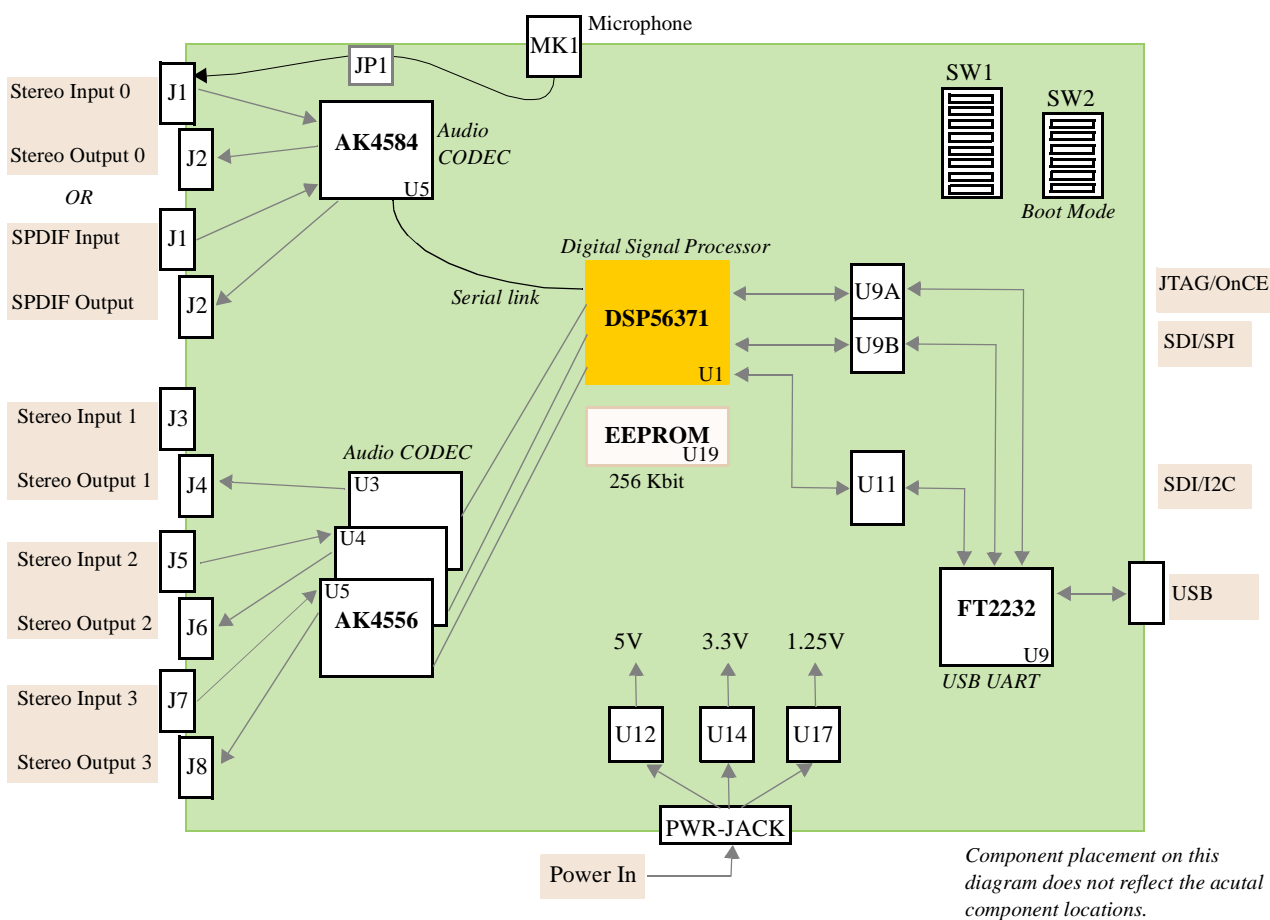 Microphone
MK1
JP1
SW1
SW2
Boot Mode
Stereo Input 0
J1
Stereo Output 0
J2
OR
SPDIF Input
J1
SPDIF Output
J2
AK4584
U5
Audio
CODEC
Serial link
Digital Signal Processor
DSP56371
U1
EEPROM
U19
256 Kbit
U9A
U9B
U11
JTAG/OnCE
SDI/SPI
SDI/I2C
USB
FT2232
U9
USB UART
Stereo Input 1
J3
Stereo Output 1
J4
Stereo Input 2
J5
Stereo Output 2
J6
Stereo Input 3
J7
Stereo Output 3
J8
Audio CODEC
U3
U4
U5
AK4556
5V
3.3V
1.25V
U12
U14
U17
PWR-JACK
Power In
Component placement on this
diagram does not reflect the acutal
component locations.